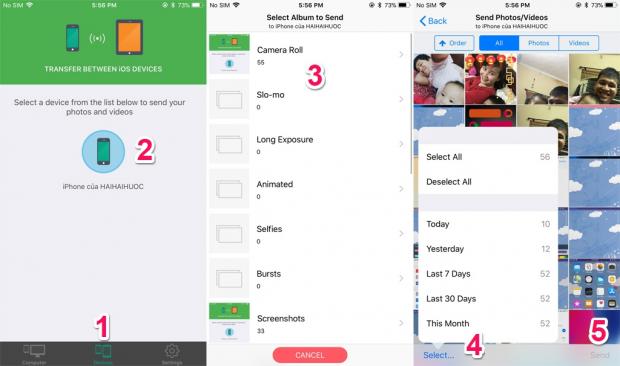 No SIM 5:56 PM 73%
TRANSFER BETWEEN iOS DEVICES
Select a device from the list below to send your
photos and videos
2
iPhone của HAIHAIHUOC
1
Computer Devices Settings
No SIM 5:56 PM 73%
Select Album to Send
to iPhone của HAIHAIHUOC
Camera Roll
55
3
Slo-mo
0
Long Exposure
0
Animated
0
Selfies
0
Bursts
0
Screenshots
33
CANCEL
No SIM 5:56 PM 73%
Back
Send Photos/Videos
to iPhone của HAIHAIHUOC
Order All Photos Videos
Select All 56
Deselect All
Today 10
Yesterday 12
Last 7 Days 52
Last 30 Days 52
This Month 52
4
5
Select... Send